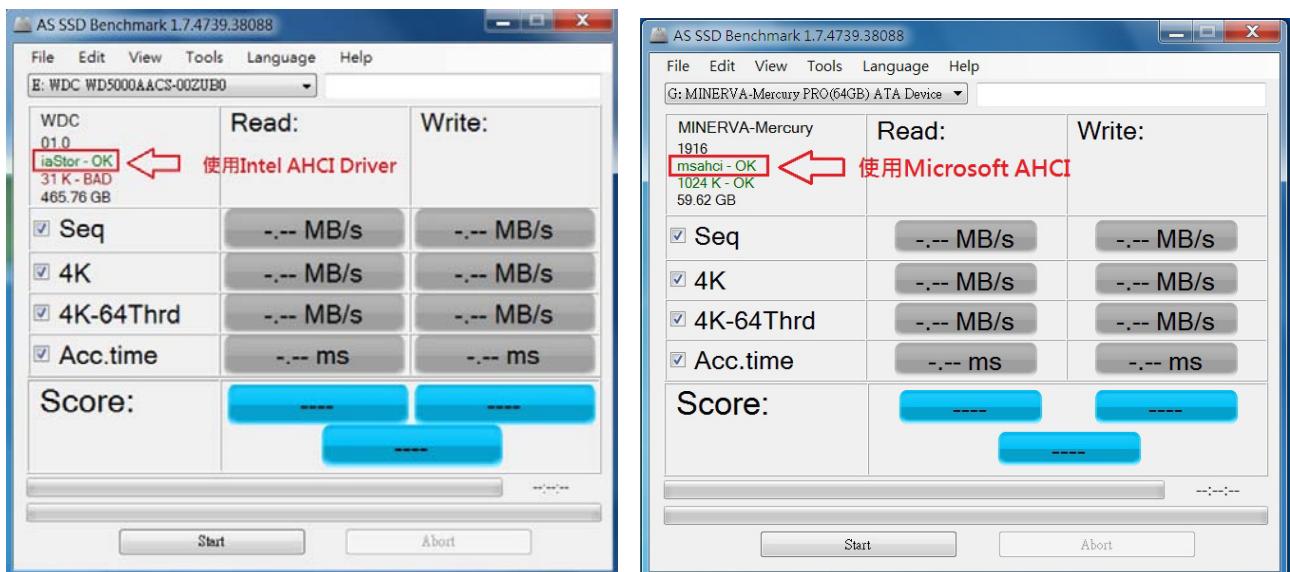 AS SSD Benchmark 1.7.4739.38088
File Edit View Tools Language Help
E: WDC WD5000AACS-00ZUB0
WDC
01.0
iaStor - OK
31 K - BAD
465.76 GB
Read:
Write:
使用Intel AHCI Driver
Seq
-.-- MB/s
-.-- MB/s
4K
-.-- MB/s
-.-- MB/s
4K-64Thrd
-.-- MB/s
-.-- MB/s
Acc.time
-.-- ms
-.-- ms
Score:
----
----
----
--:--:--
Start
Abort
AS SSD Benchmark 1.7.4739.38088
File Edit View Tools Language Help
G: MINERVA-Mercury PRO(64GB) ATA Device
MINERVA-Mercury
1916
msahci - OK
1024 K - OK
59.62 GB
Read:
Write:
使用Microsoft AHCI
Seq
-.-- MB/s
-.-- MB/s
4K
-.-- MB/s
-.-- MB/s
4K-64Thrd
-.-- MB/s
-.-- MB/s
Acc.time
-.-- ms
-.-- ms
Score:
----
----
----
--:--:--
Start
Abort